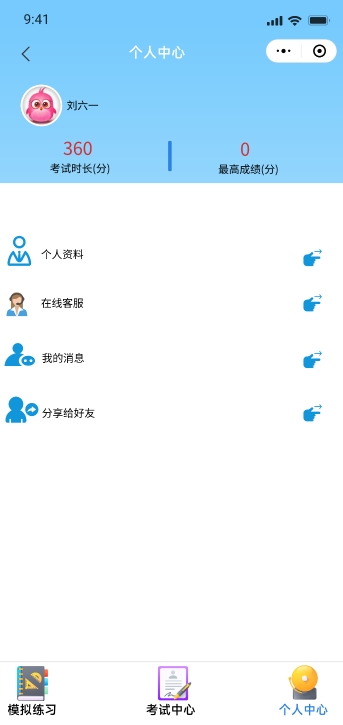 9:41
个人中心
刘六一
360
0
考试时长(分)
最高成绩(分)
个人资料
在线客服
我的消息
分享给好友
模拟练习
考试中心
个人中心